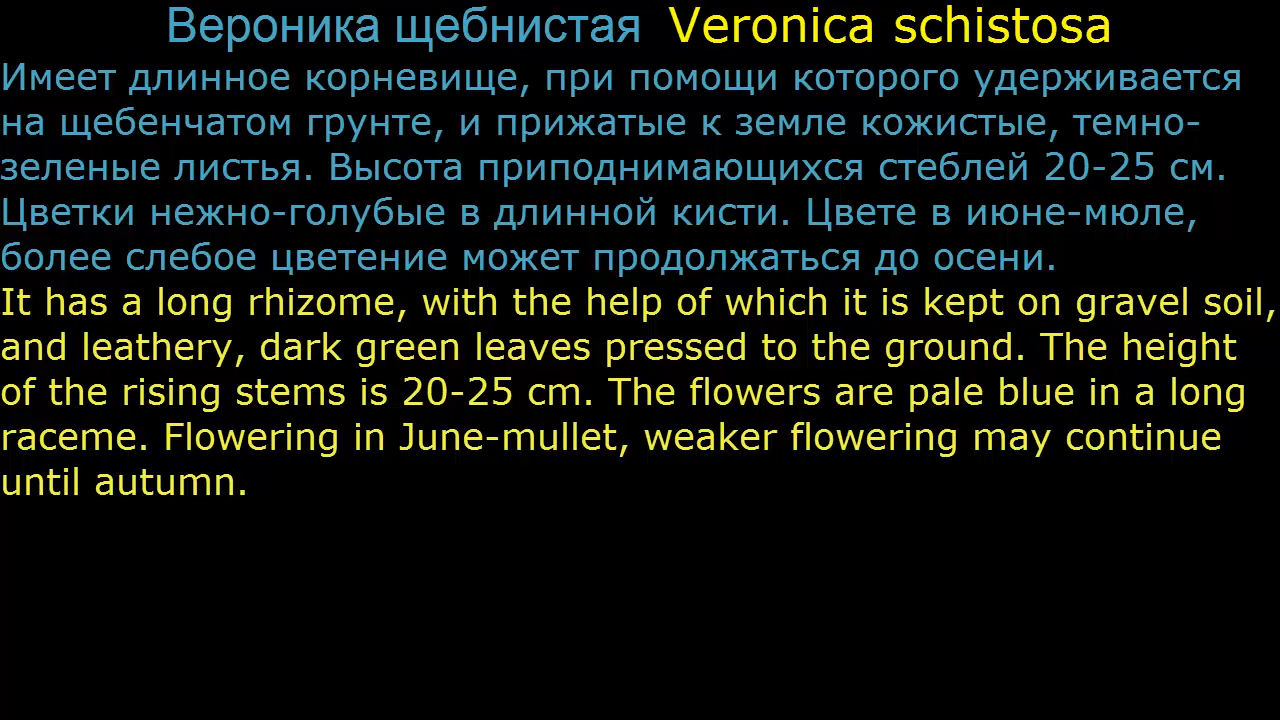 Вероника щебнистая Veronica schistosa
Имеет длинное корневище, при помощи которого удерживается
на щебенчатом грунте, и прижатые к земле кожистые, темно-
зеленые листья. Высота приподнимающихся стеблей 20-25 см.
Цветки нежно-голубые в длинной кисти. Цвете в июне-мюле,
более слебое цветение может продолжаться до осени.
It has a long rhizome, with the help of which it is kept on gravel soil,
and leathery, dark green leaves pressed to the ground. The height
of the rising stems is 20-25 cm. The flowers are pale blue in a long
raceme. Flowering in June-mullet, weaker flowering may continue
until autumn.